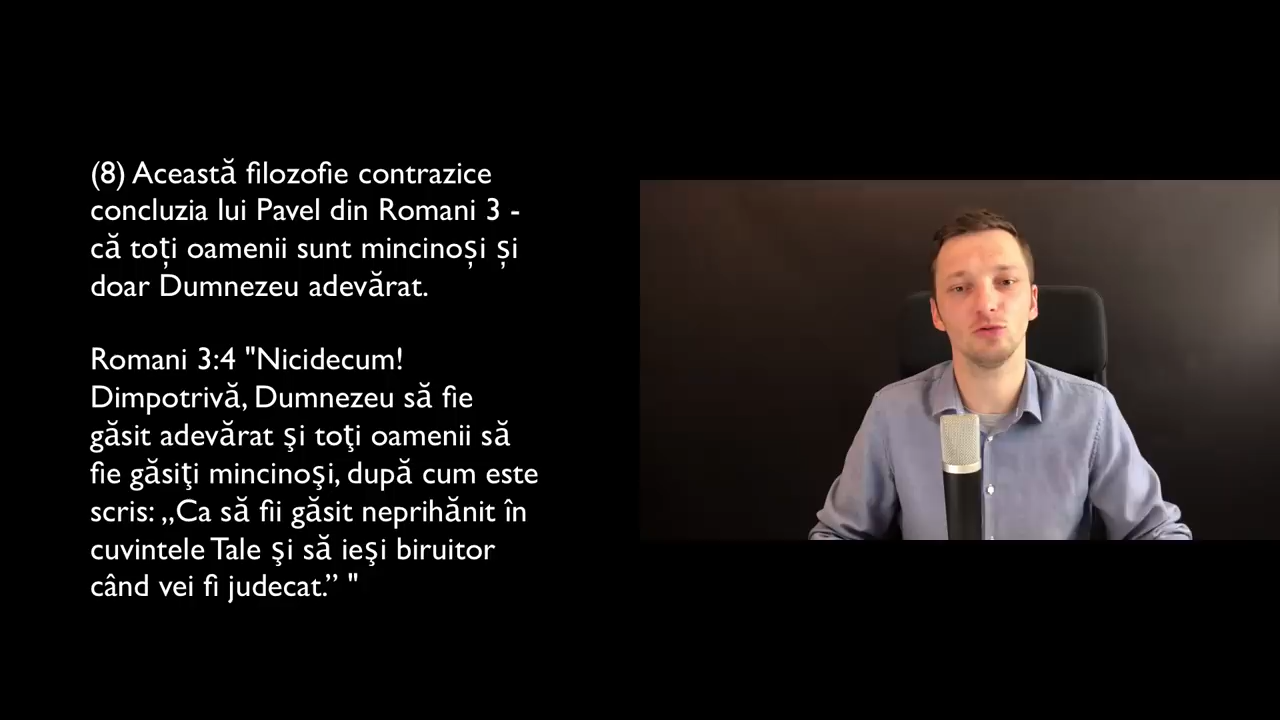 (8) Această filozofie contrazice
concluzia lui Pavel din Romani 3 -
că toți oamenii sunt mincinoși și
doar Dumnezeu adevărat.
Romani 3:4 "Nicidecum!
Dimpotrivă, Dumnezeu să fie
găsit adevărat şi toţi oamenii să
fie găsiţi mincinoşi, după cum este
scris: „Ca să fii găsit neprihănit în
cuvintele Tale şi să ieşi biruitor
când vei fi judecat.” "